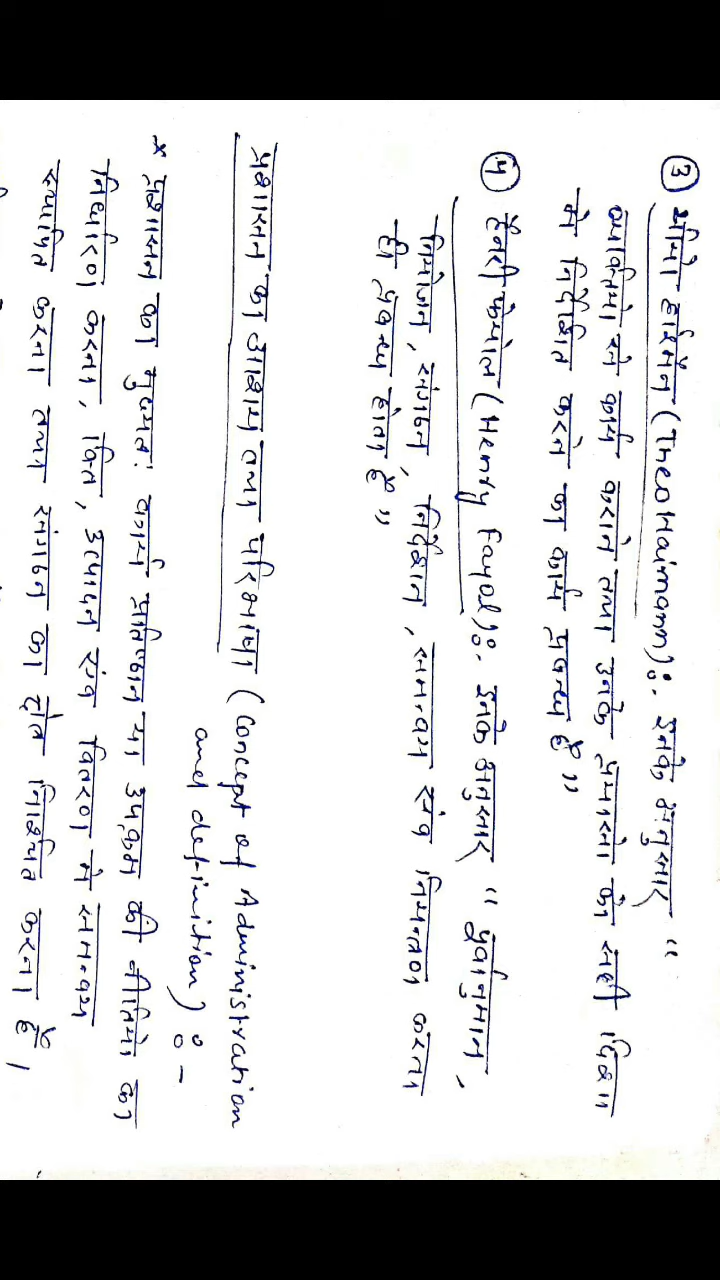 ③ थीयो हाईमैन (Theo Haimann):- इनके अनुसार "
व्यक्तियो से कार्य कराने तथा उनके प्रयासो को सही दिशा
मे निर्देशित करने का कार्य प्रबन्ध है"
④ हेनरी फेयोल (Henry Fayol):- इनके अनुसार " पुर्वानुमान,
नियोजन, संगठन, निर्देशन, समन्वय एंव नियन्त्रण करना
ही प्रबन्ध होता है"
प्रशासन का आशय तथा परिभाषा (Concept of Administration
and definition) :-
* प्रशासन का मुख्यतः कार्य प्रतिष्ठान या उपक्रम की नीतियो का
निर्धारण करना, वित, उत्पादन एंव वितरण मे समन्वय
स्थापित करना तथा संगठन का क्षेत्र निश्चित करना है,